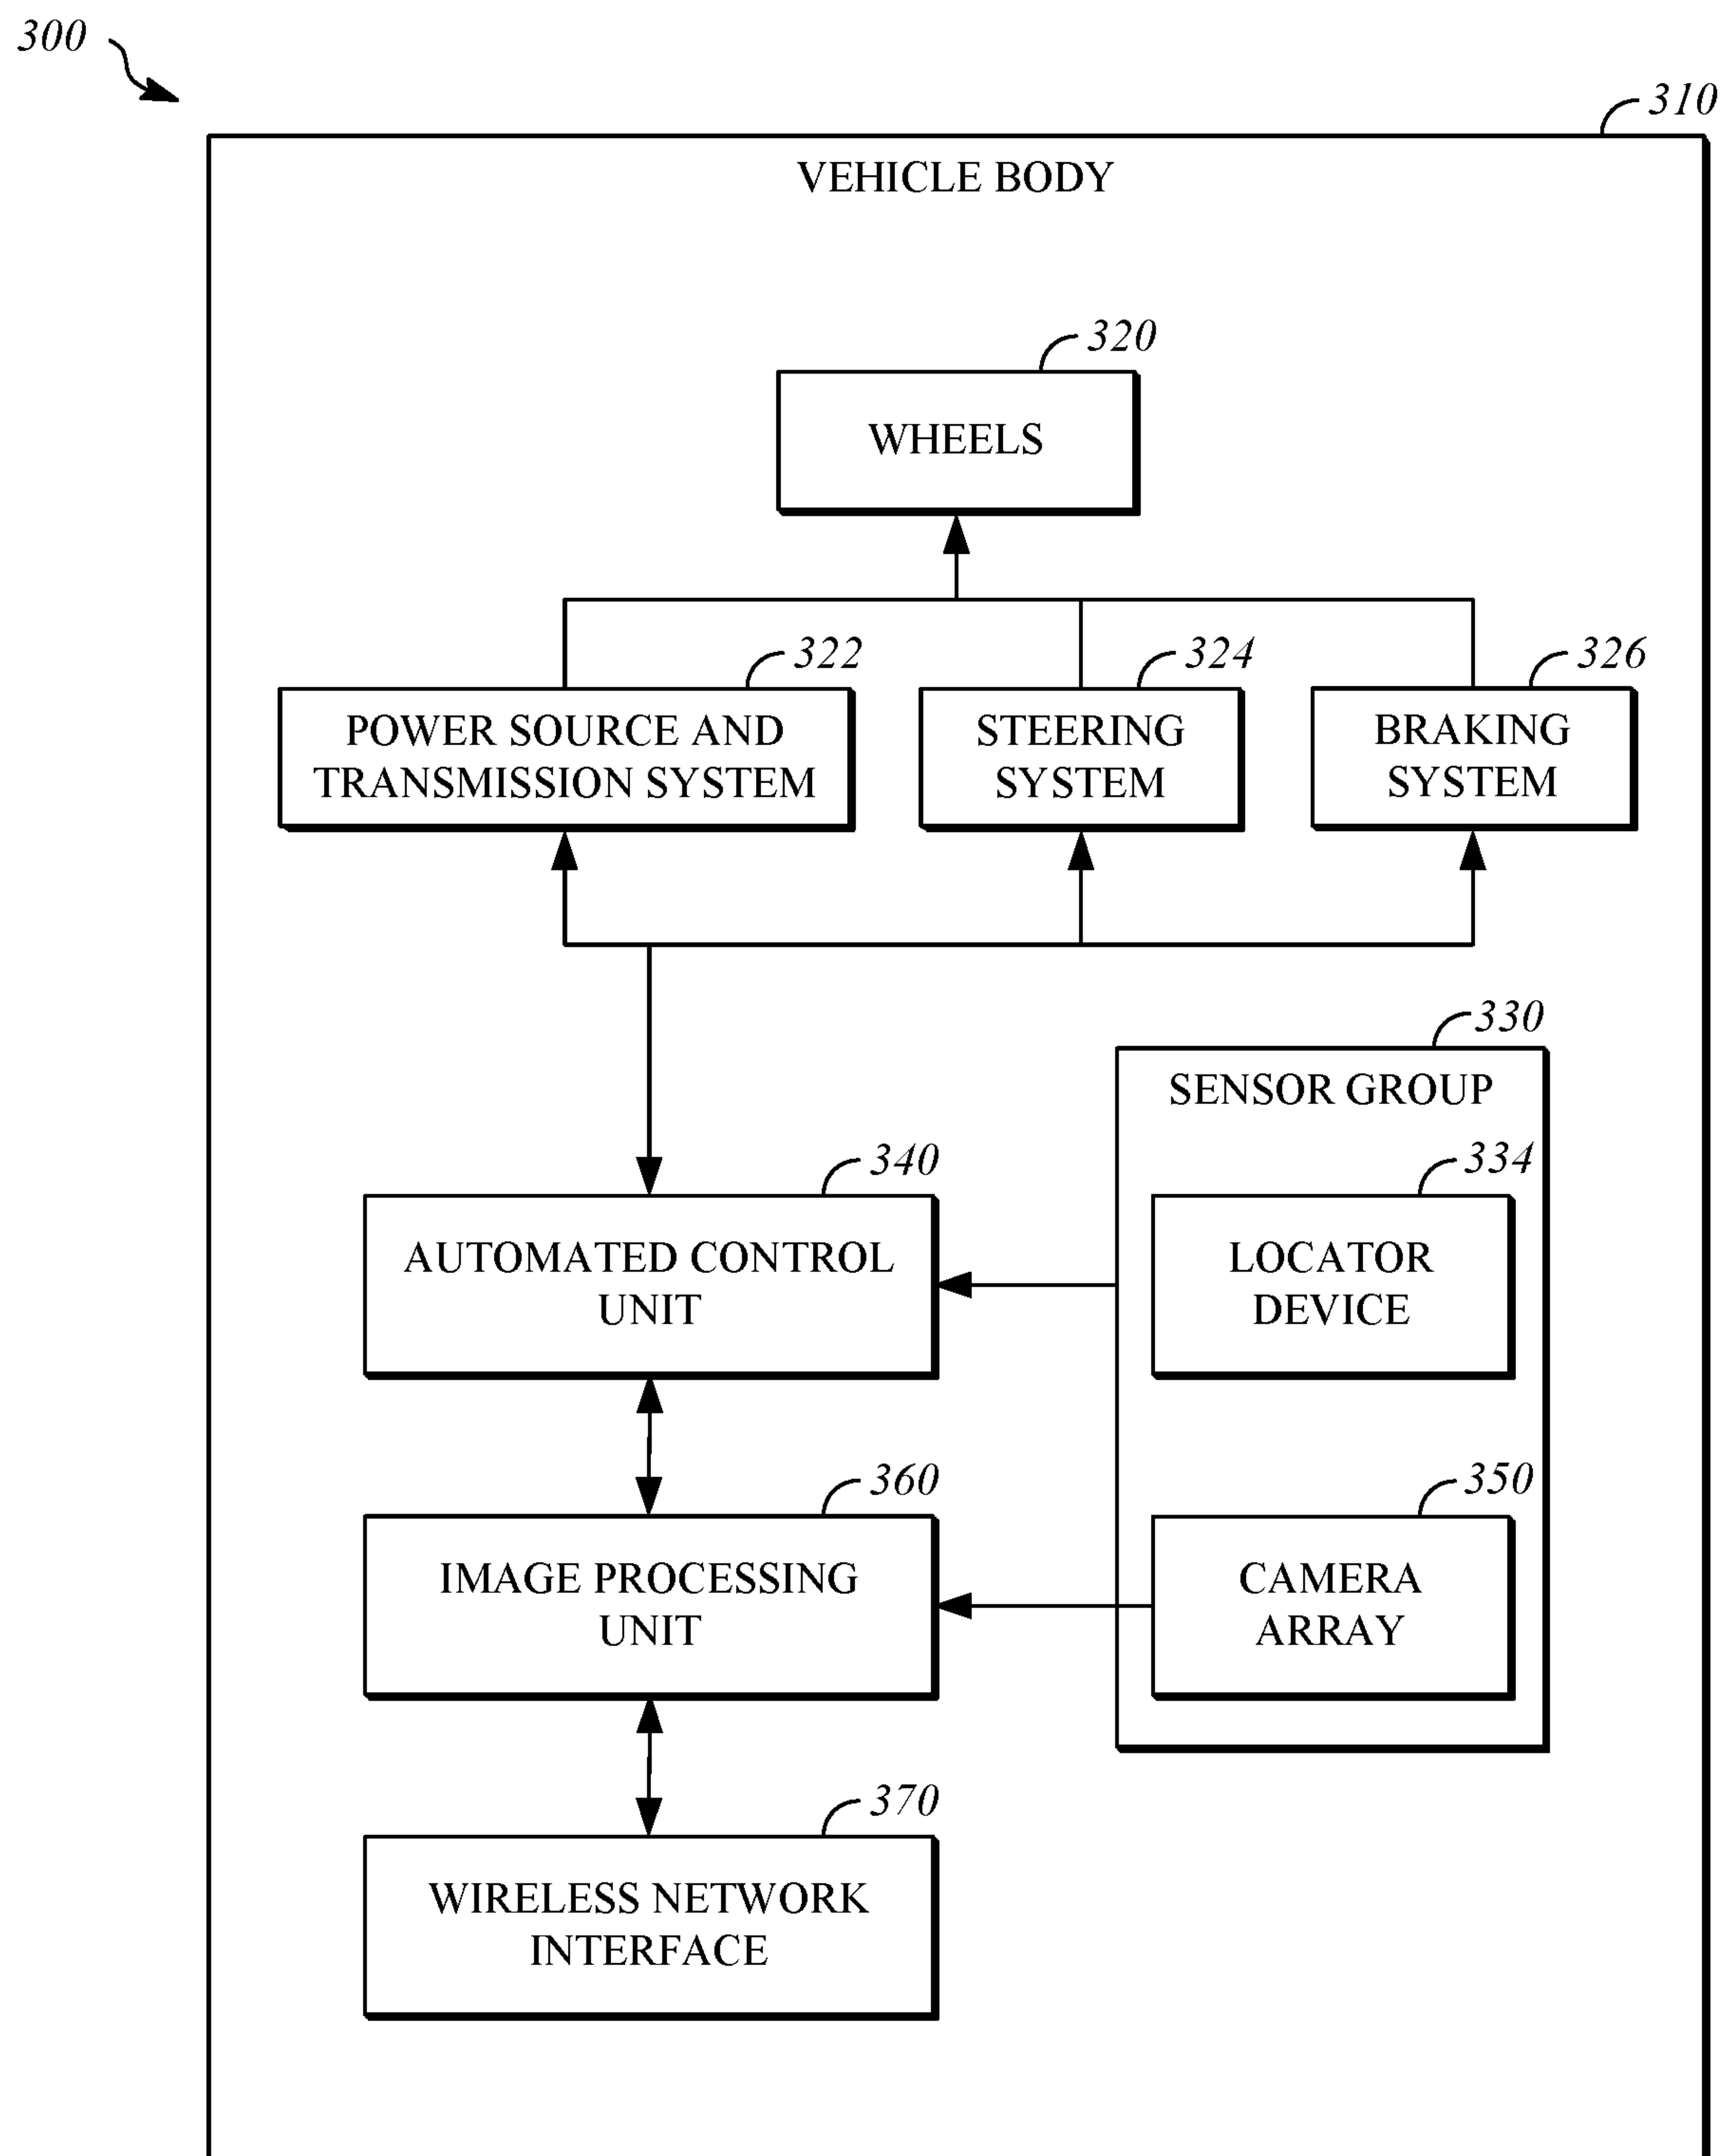 300
310
VEHICLE BODY
320
WHEELS
322
324
326
POWER SOURCE AND
TRANSMISSION SYSTEM
STEERING
SYSTEM
BRAKING
SYSTEM
330
SENSOR GROUP
340
334
AUTOMATED CONTROL
UNIT
LOCATOR
DEVICE
360
350
IMAGE PROCESSING
UNIT
CAMERA
ARRAY
370
WIRELESS NETWORK
INTERFACE